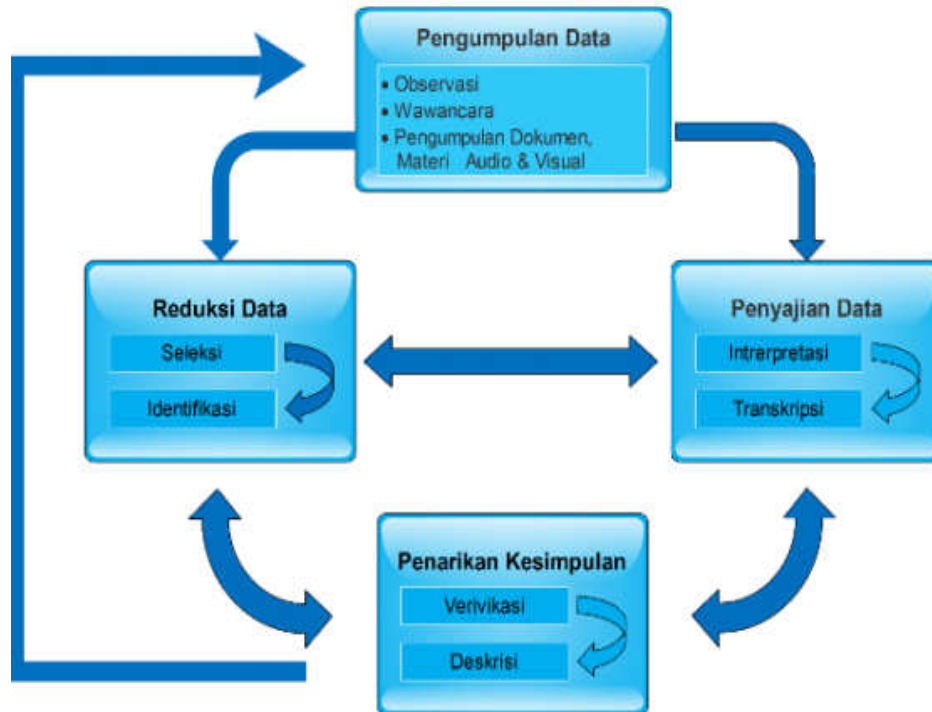 Pengumpulan Data
• Observasi
• Wawancara
• Pengumpulan Dokumen,
Materi Audio & Visual
Reduksi Data
Seleksi
Identifikasi
Penyajian Data
Intrerpretasi
Transkripsi
Penarikan Kesimpulan
Verivikasi
Deskrisi